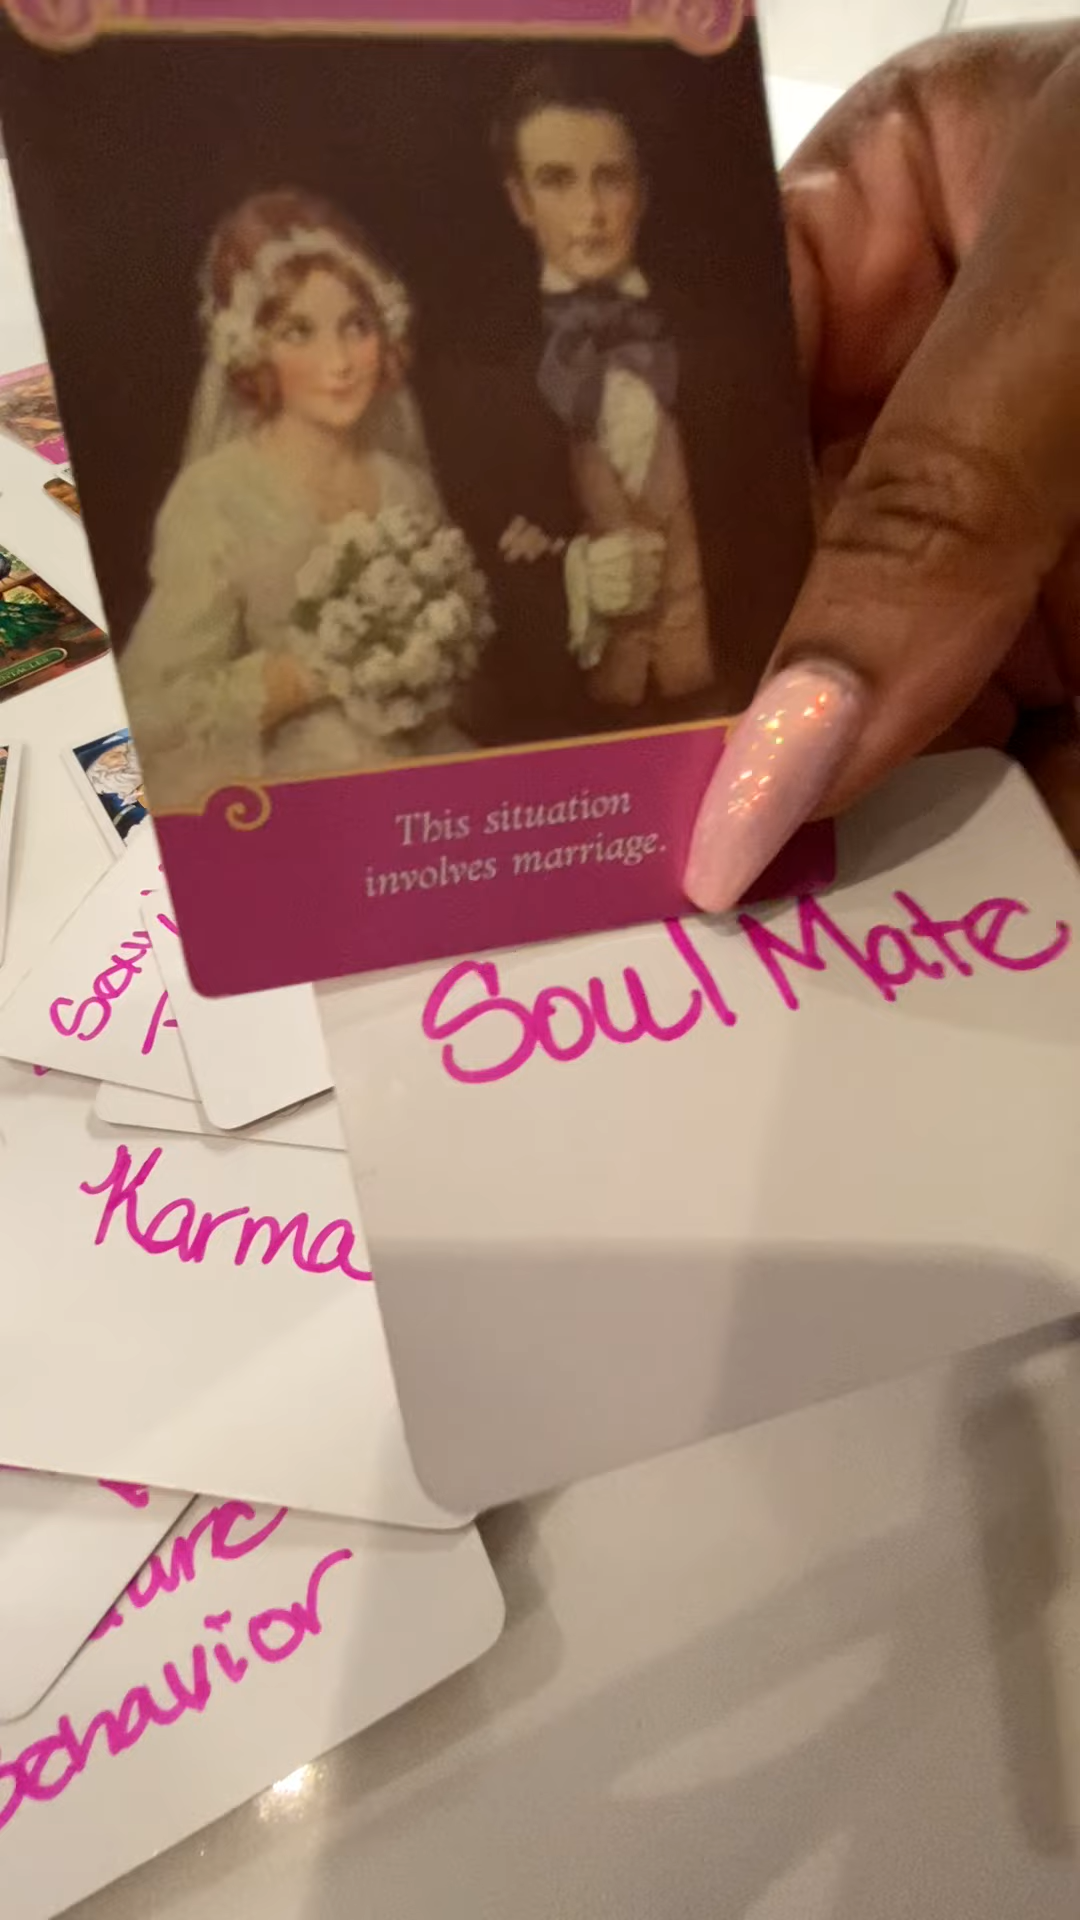 This situation
involves marriage.
Soul Mate
Karma
Behavior